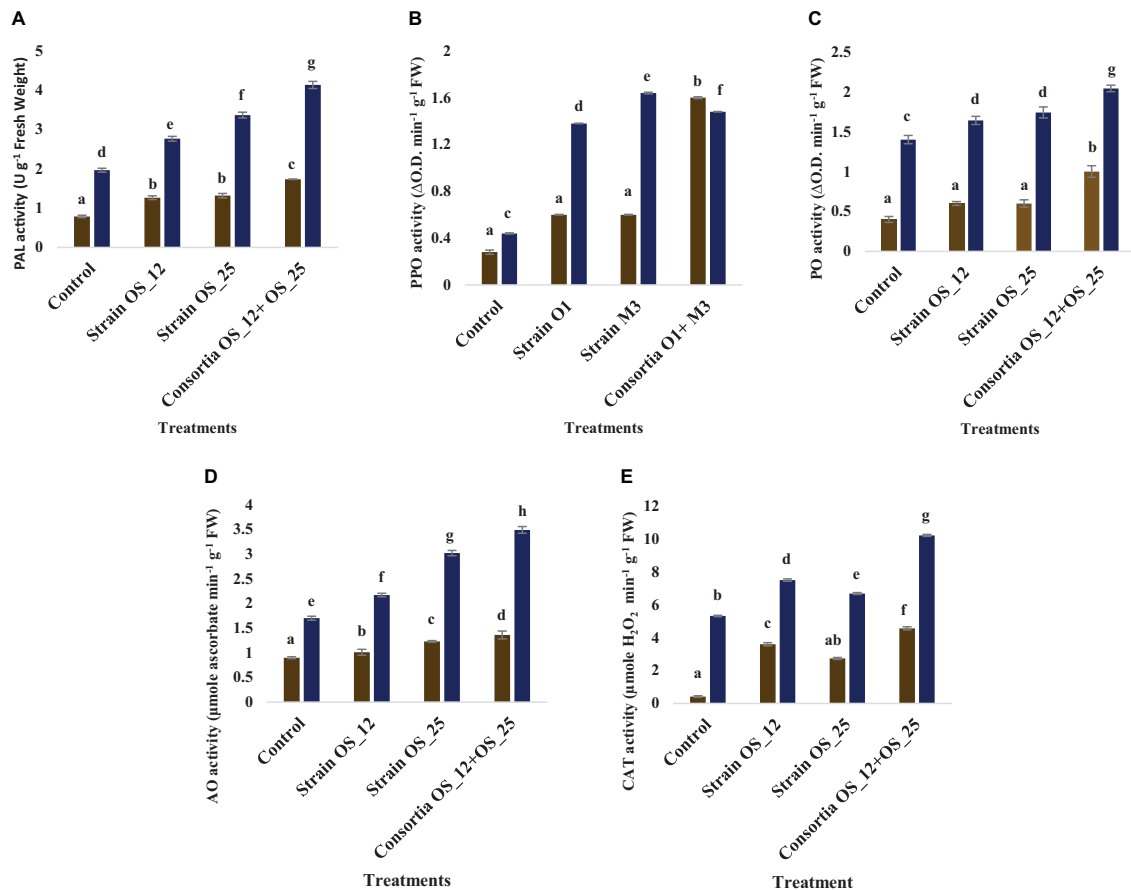 A
PAL activity (U g-1 Fresh Weight)
5
4
3
2
1
0
a
d
b
e
b
f
c
g
Control
Strain OS_12
Strain OS_25
Consortia OS_12+ OS_25
Treatments
B
PPO activity (ΔO.D. min-1 g-1 FW)
2
1.6
1.2
0.8
0.4
0
a
c
a
d
a
e
b
f
Control
Strain O1
Strain M3
Consortia O1+ M3
Treatments
C
PO activity (ΔO.D. min-1 g-1 FW)
2.5
2
1.5
1
0.5
0
a
c
a
d
a
d
b
g
Control
Strain OS_12
Strain OS_25
Consortia OS_12+OS_25
Treatments
D
AO activity (µmole ascorbate min-1 g-1 FW)
4
3.5
3
2.5
2
1.5
1
0.5
0
a
e
b
f
c
g
d
h
Control
Strain OS_12
Strain OS_25
Consortia OS_12+OS_25
Treatments
E
CAT activity (µmole H2O2 min-1 g-1 FW)
12
10
8
6
4
2
0
a
b
c
d
ab
e
f
g
Control
Strain OS_12
Strain OS_25
Consortia OS_12+OS_25
Treatment